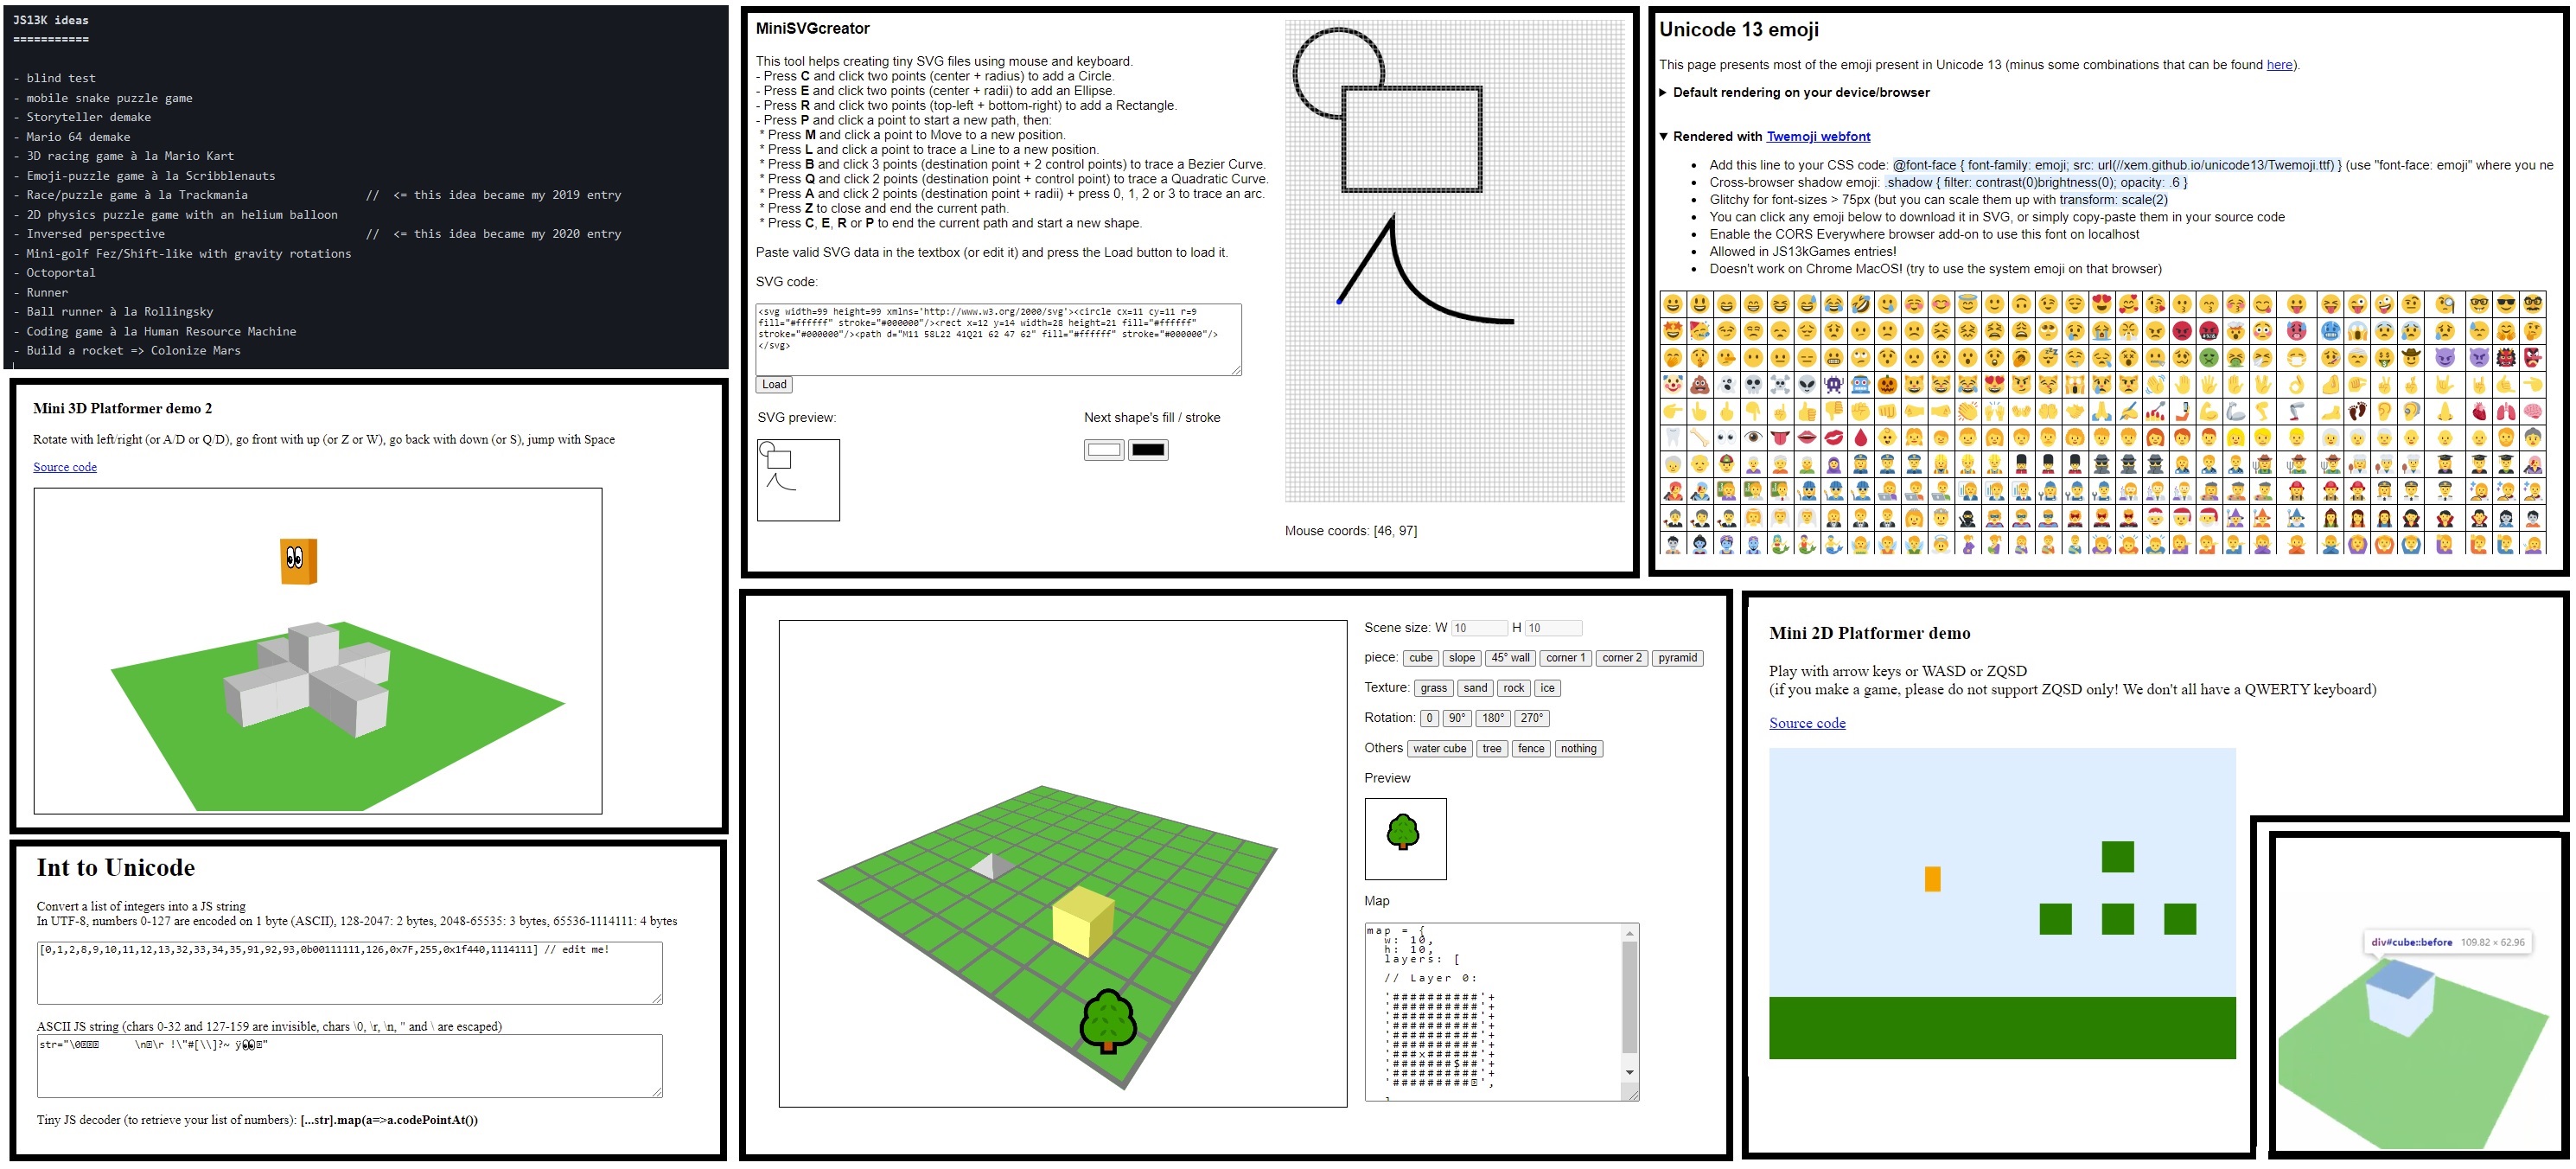 JS13K ideas
===========
- blind test
- mobile snake puzzle game
- Storyteller demake
- Mario 64 demake
- 3D racing game à la Mario Kart
- Emoji-puzzle game à la Scribblenauts
- Race/puzzle game à la Trackmania // <= this idea became my 2019 entry
- 2D physics puzzle game with an helium balloon
- Inversed perspective // <= this idea became my 2020 entry
- Mini-golf Fez/Shift-like with gravity rotations
- Octoportal
- Runner
- Ball runner à la Rollingsky
- Coding game à la Human Resource Machine
- Build a rocket => Colonize Mars
MiniSVGcreator
This tool helps creating tiny SVG files using mouse and keyboard.
- Press C and click two points (center + radius) to add a Circle.
- Press E and click two points (center + radii) to add an Ellipse.
- Press R and click two points (top-left + bottom-right) to add a Rectangle.
- Press P and click a point to start a new path, then:
* Press M and click a point to Move to a new position.
* Press L and click a point to trace a Line to a new position.
* Press B and click 3 points (destination point + 2 control points) to trace a Bezier Curve.
* Press Q and click 2 points (destination point + control point) to trace a Quadratic Curve.
* Press A and click 2 points (destination point + radii) + press 0, 1, 2 or 3 to trace an arc.
* Press Z to close and end the current path.
* Press C, E, R or P to end the current path and start a new shape.
Paste valid SVG data in the textbox (or edit it) and press the Load button to load it.
SVG code:
<svg width=99 height=99 xmlns='http://www.w3.org/2000/svg'><circle cx=11 cy=11 r=9
fill="#ffffff" stroke="#000000"/><rect x=12 y=14 width=28 height=21 fill="#ffffff"
stroke="#000000"/><path d="M11 58L22 41Q21 62 47 62" fill="#ffffff" stroke="#000000"/>
</svg>
Load
SVG preview:
Next shape's fill / stroke
Mouse coords: [46, 97]
Unicode 13 emoji
This page presents most of the emoji present in Unicode 13 (minus some combinations that can be found here).
▶ Default rendering on your device/browser
▼ Rendered with Twemoji webfont
• Add this line to your CSS code: @font-face { font-family: emoji; src: url(//xem.github.io/unicode13/Twemoji.ttf) } (use "font-face: emoji" where you ne
• Cross-browser shadow emoji: .shadow { filter: contrast(0)brightness(0); opacity: .6 }
• Glitchy for font-sizes > 75px (but you can scale them up with transform: scale(2)
• You can click any emoji below to download it in SVG, or simply copy-paste them in your source code
• Enable the CORS Everywhere browser add-on to use this font on localhost
• Allowed in JS13kGames entries!
• Doesn't work on Chrome MacOS! (try to use the system emoji on that browser)
Mini 3D Platformer demo 2
Rotate with left/right (or A/D or Q/D), go front with up (or Z or W), go back with down (or S), jump with Space
Source code
Int to Unicode
Convert a list of integers into a JS string
In UTF-8, numbers 0-127 are encoded on 1 byte (ASCII), 128-2047: 2 bytes, 2048-65535: 3 bytes, 65536-1114111: 4 bytes
[0,1,2,8,9,10,11,12,13,32,33,34,35,91,92,93,0b00111111,126,0x7F,255,0x1f440,1114111] // edit me!
ASCII JS string (chars 0-32 and 127-159 are invisible, chars \0, \r, \n, " and \ are escaped)
str="\0 \n \r !\"#[\\]?~ ÿ👀"
Tiny JS decoder (to retrieve your list of numbers): [...str].map(a=>a.codePointAt())
Scene size: W 10 H 10
piece: cube slope 45° wall corner 1 corner 2 pyramid
Texture: grass sand rock ice
Rotation: 0 90° 180° 270°
Others water cube tree fence nothing
Preview
Map
map = {
w: 10,
h: 10,
layers: [
// Layer 0:
'##########'+
'##########'+
'##########'+
'##########'+
'##########'+
'##########'+
'###x######'+
'#######$##'+
'##########'+
'#########',
Mini 2D Platformer demo
Play with arrow keys or WASD or ZQSD
(if you make a game, please do not support ZQSD only! We don't all have a QWERTY keyboard)
Source code
div#cube::before 109.82 × 62.96